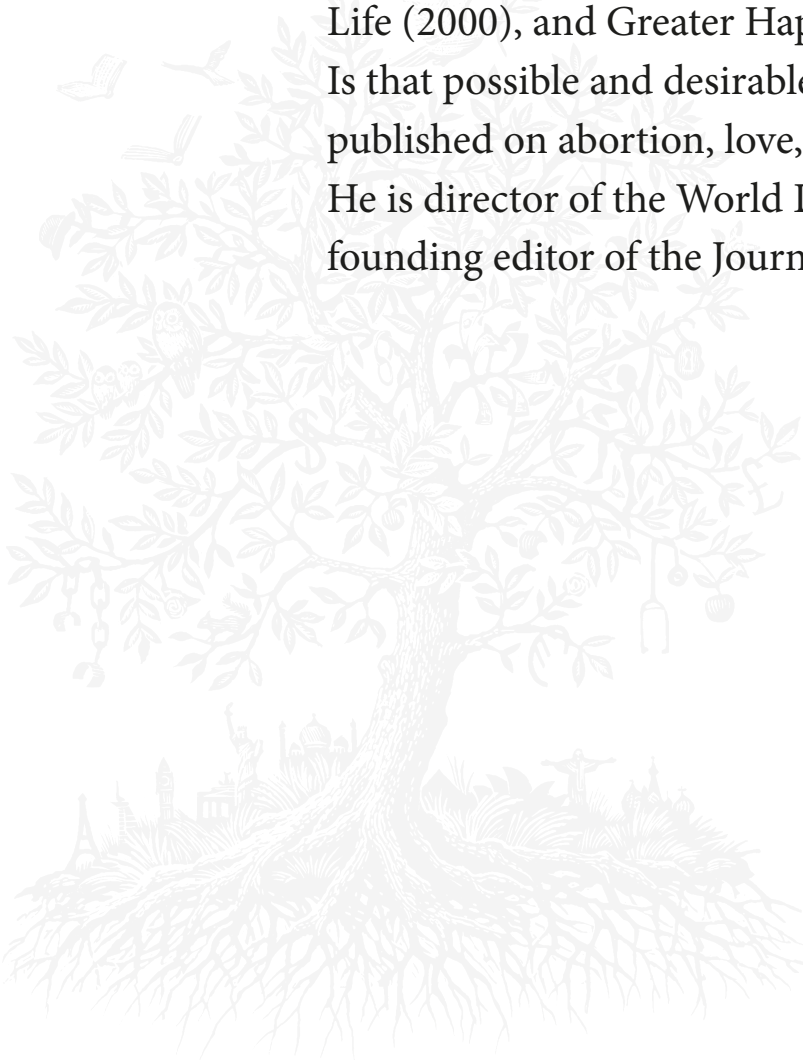 Life (2000), and Greater Hap
Is that possible and desirable
published on abortion, love,
He is director of the World
founding editor of the Journ